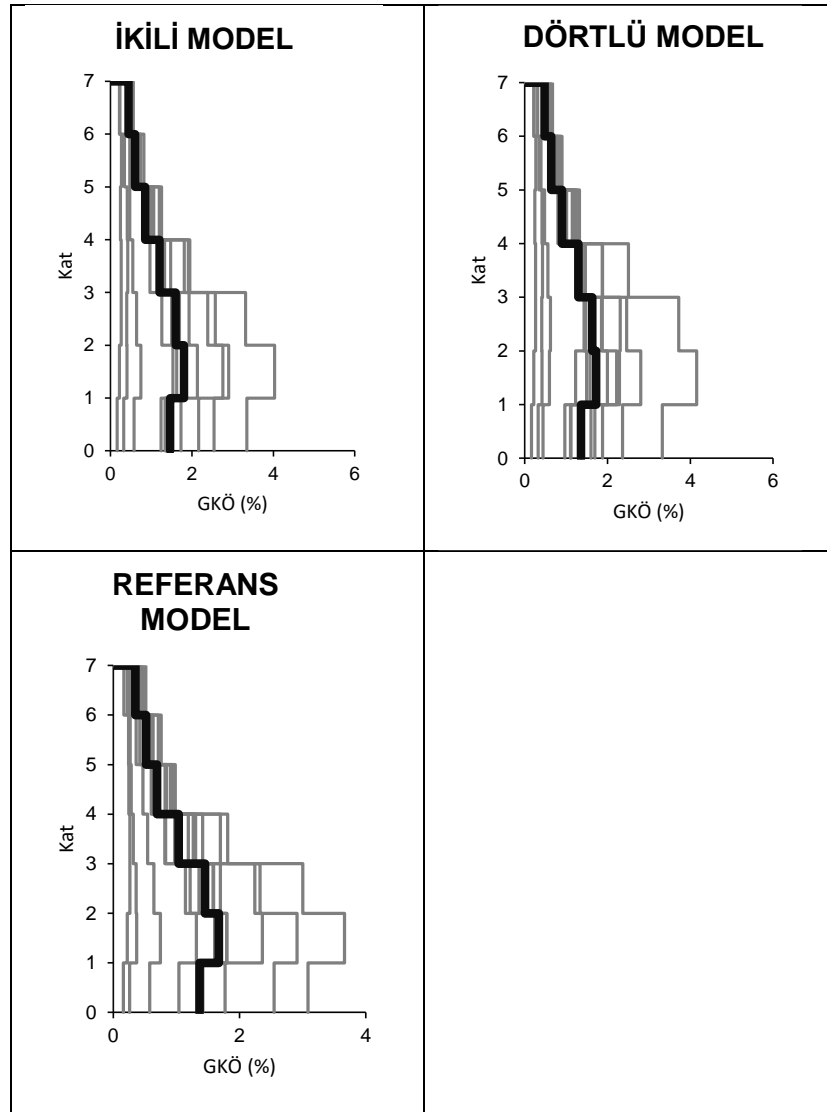 İKİLİ MODEL
7
6
5
4
3
2
1
0
Kat
0 2 4 6
GKÖ (%)
DÖRTLÜ MODEL
7
6
5
4
3
2
1
0
Kat
0 2 4 6
GKÖ (%)
REFERANS
MODEL
7
6
5
4
3
2
1
0
Kat
0 2 4
GKÖ (%)